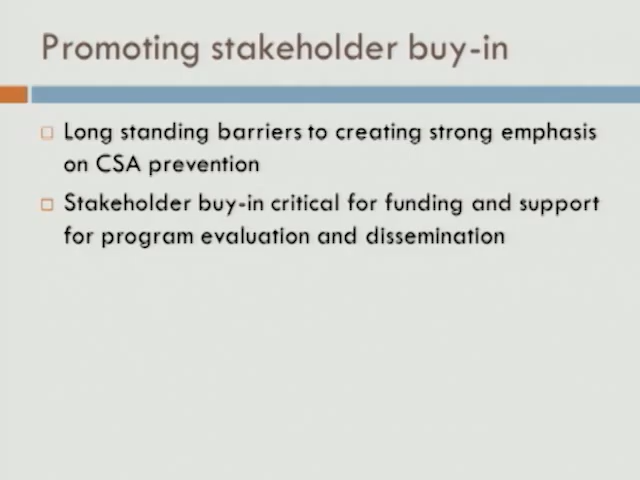 Promoting stakeholder buy-in
Long standing barriers to creating strong emphasis
on CSA prevention
Stakeholder buy-in critical for funding and support
for program evaluation and dissemination